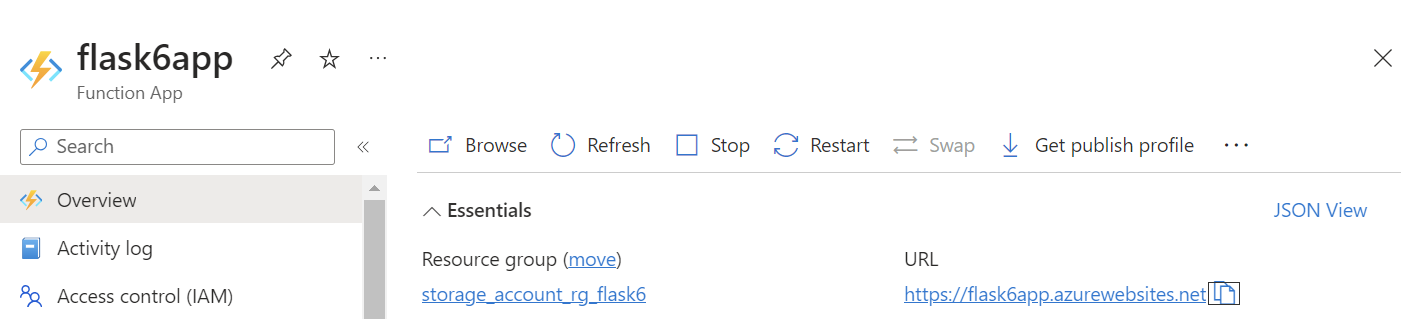 flask6app
Function App
Search
Browse Refresh Stop Restart Swap Get publish profile
Overview
Activity log
Access control (IAM)
Essentials
JSON View
Resource group (move)
storage_account_rg_flask6
URL
https://flask6app.azurewebsites.net